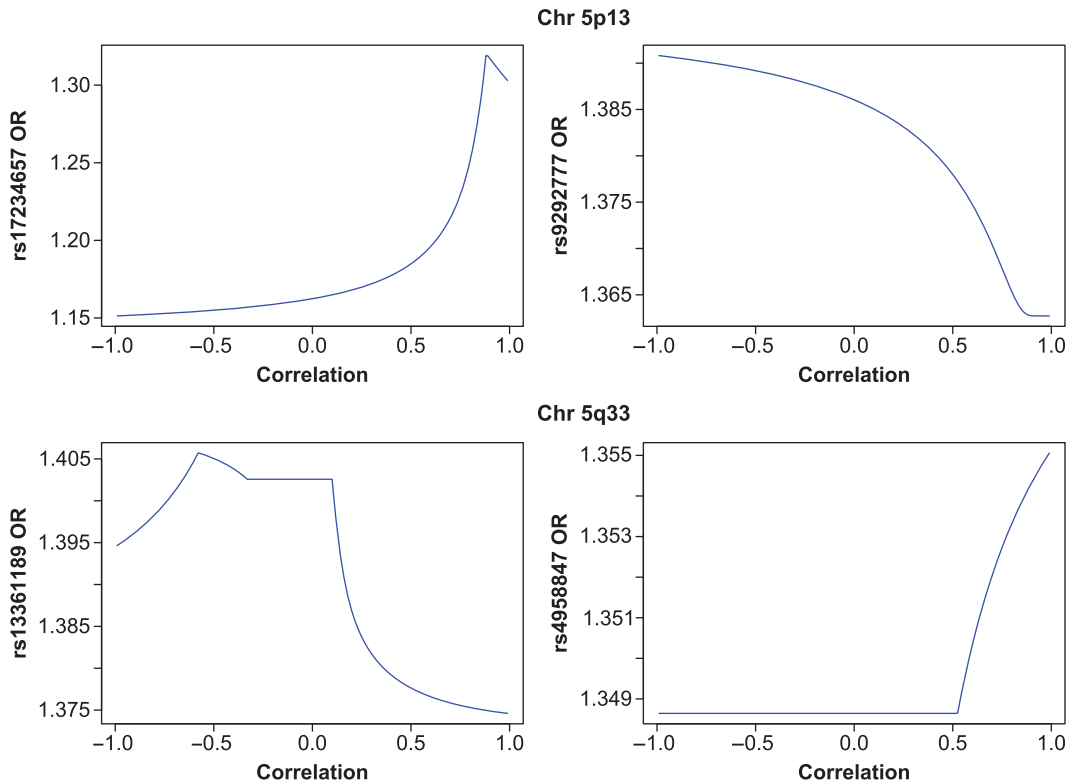 Chr 5p13
rs17234657 OR
1.30
1.25
1.20
1.15
–1.0 –0.5 0.0 0.5 1.0
Correlation
rs9292777 OR
1.385
1.375
1.365
–1.0 –0.5 0.0 0.5 1.0
Correlation
Chr 5q33
rs13361189 OR
1.405
1.395
1.385
1.375
–1.0 –0.5 0.0 0.5 1.0
Correlation
rs4958847 OR
1.355
1.353
1.351
1.349
–1.0 –0.5 0.0 0.5 1.0
Correlation